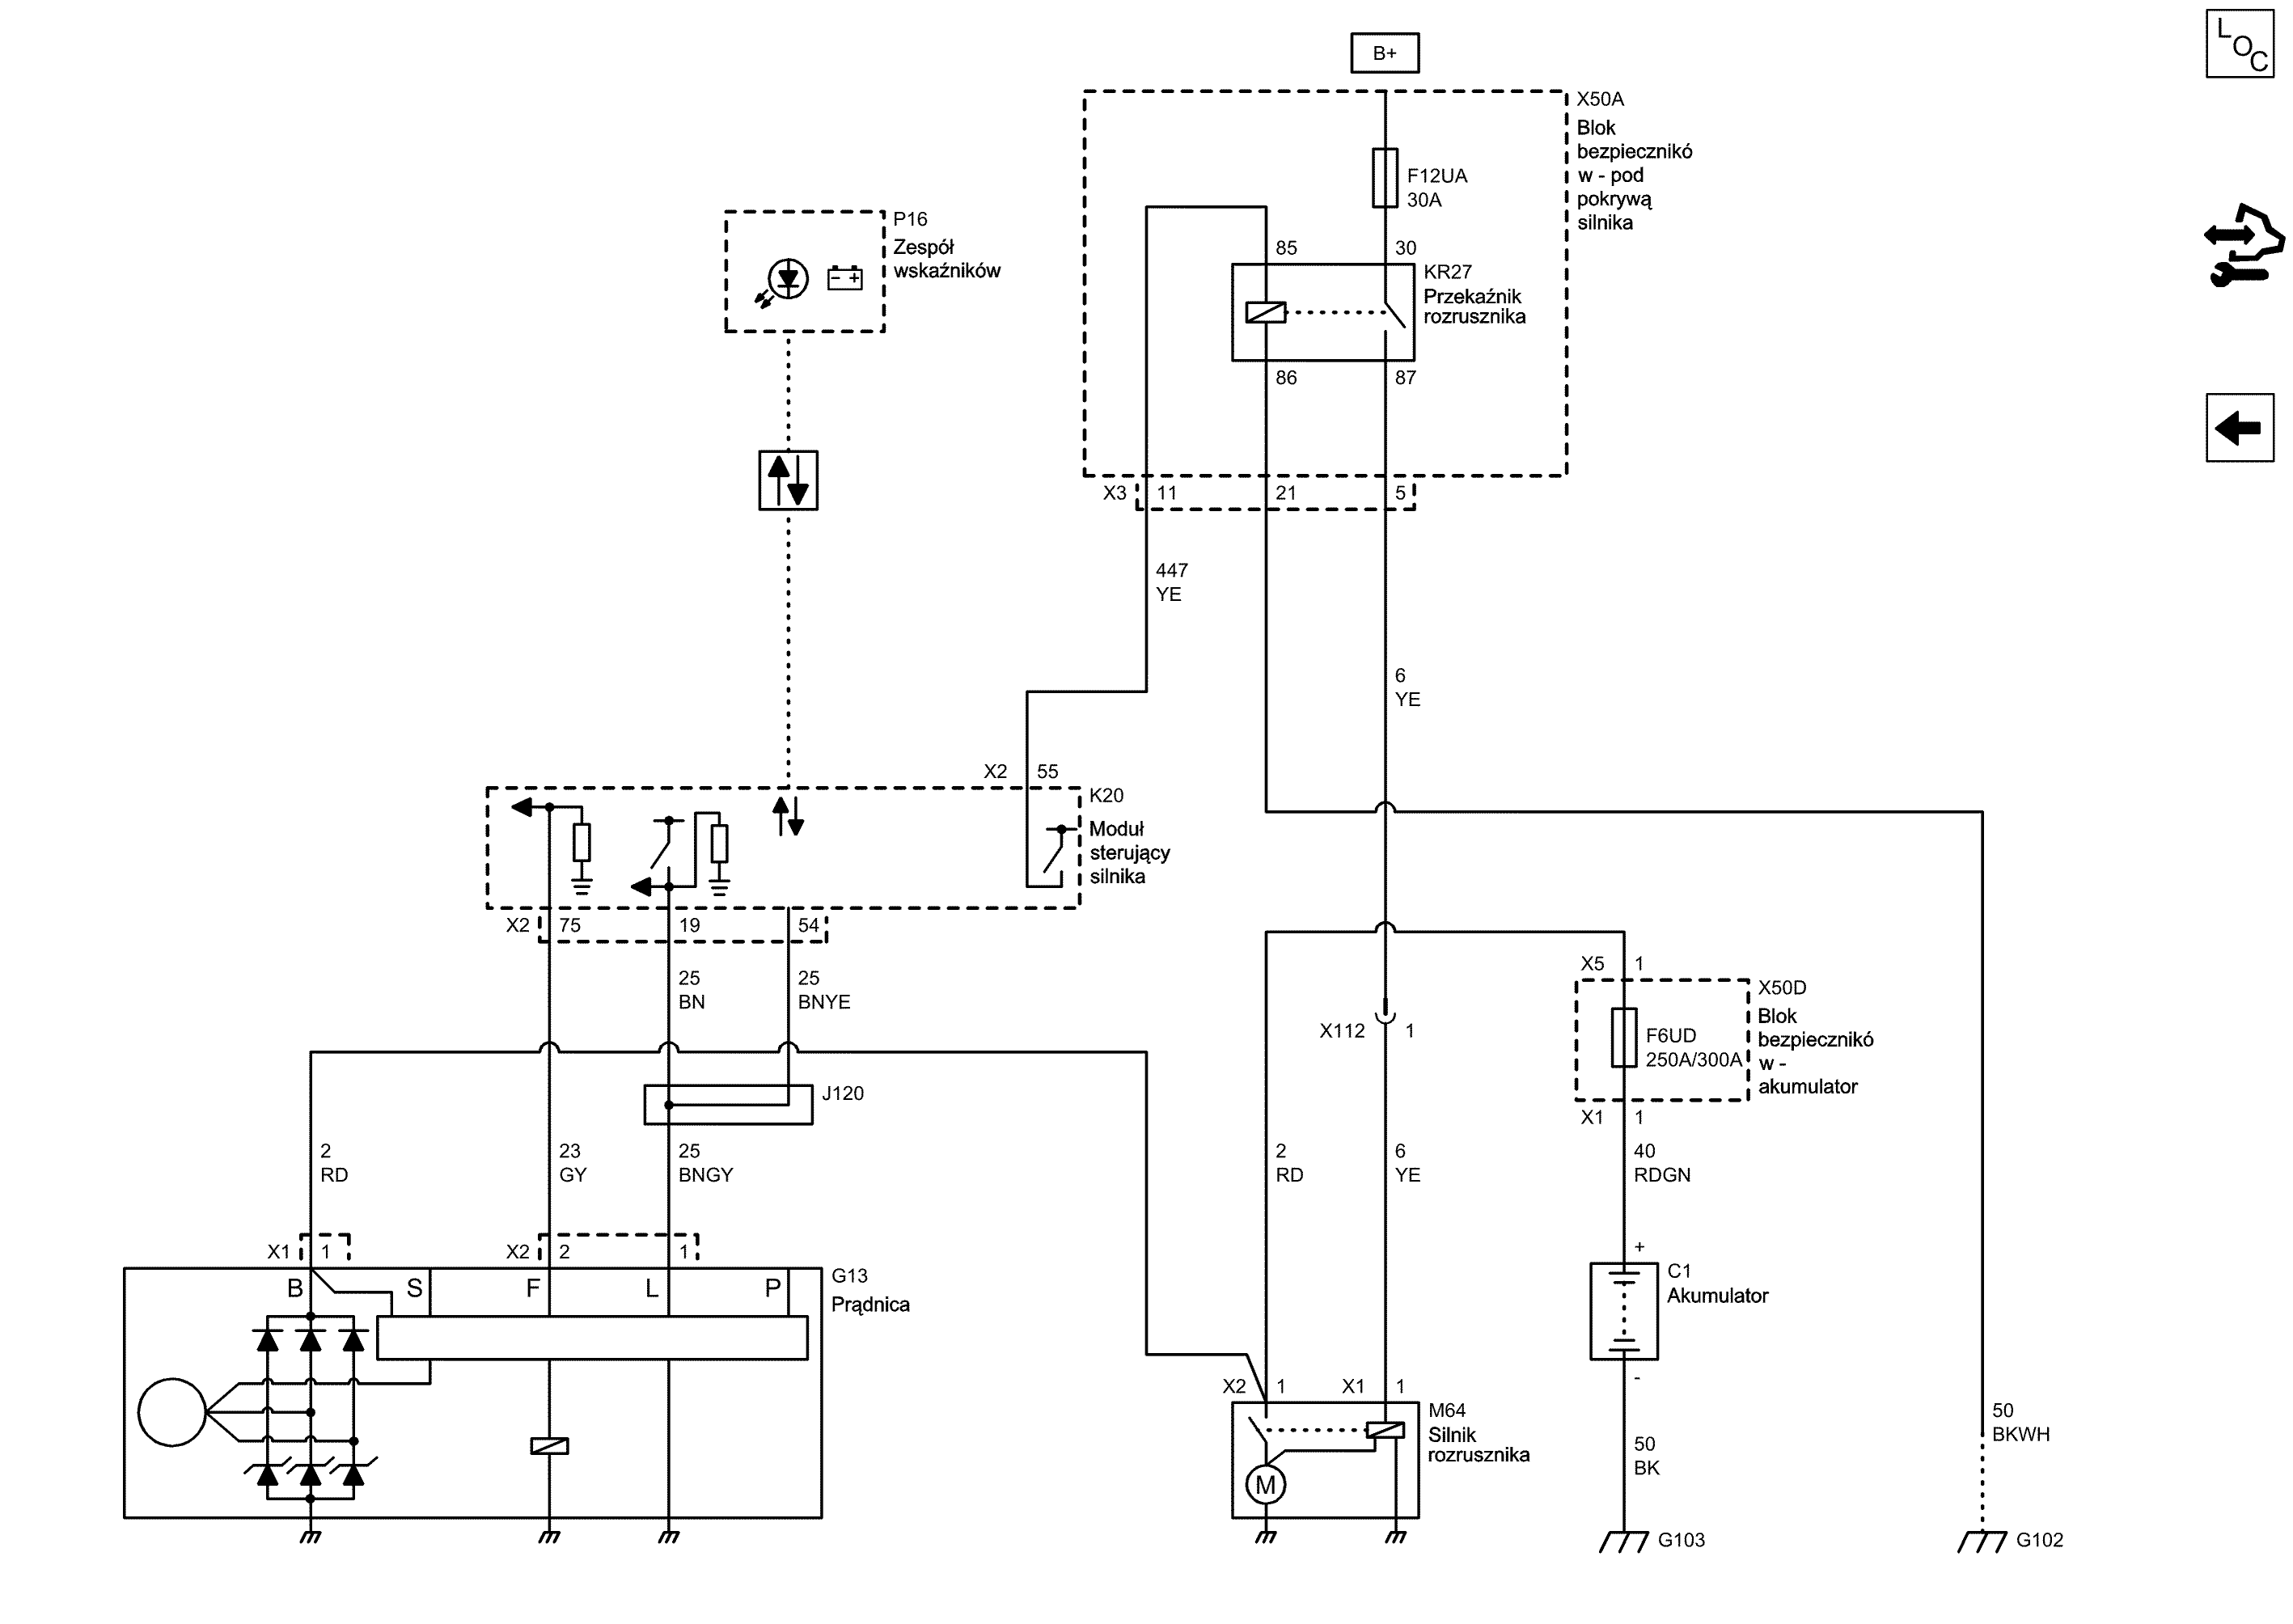 L
O
C
B+
X50A
Blok
bezpiecznikó
w - pod
pokrywą
silnika
F12UA
30A
P16
Zespół
wskaźników
- +
85
30
KR27
Przekaźnik
rozrusznika
86
87
X3
11
21
5
447
YE
6
YE
X2
55
K20
Moduł
sterujący
silnika
X2
75
19
54
25
BN
25
BNYE
X5
1
X50D
Blok
bezpiecznikó
w -
akumulator
F6UD
250A/300A
X112
1
J120
X1
1
2
RD
23
GY
25
BNGY
2
RD
6
YE
40
RDGN
X1
1
X2
2
1
+
C1
Akumulator
-
B
S
F
L
P
G13
Prądnica
X2
1
X1
1
M64
Silnik
rozrusznika
M
50
BK
50
BKWH
G103
G102